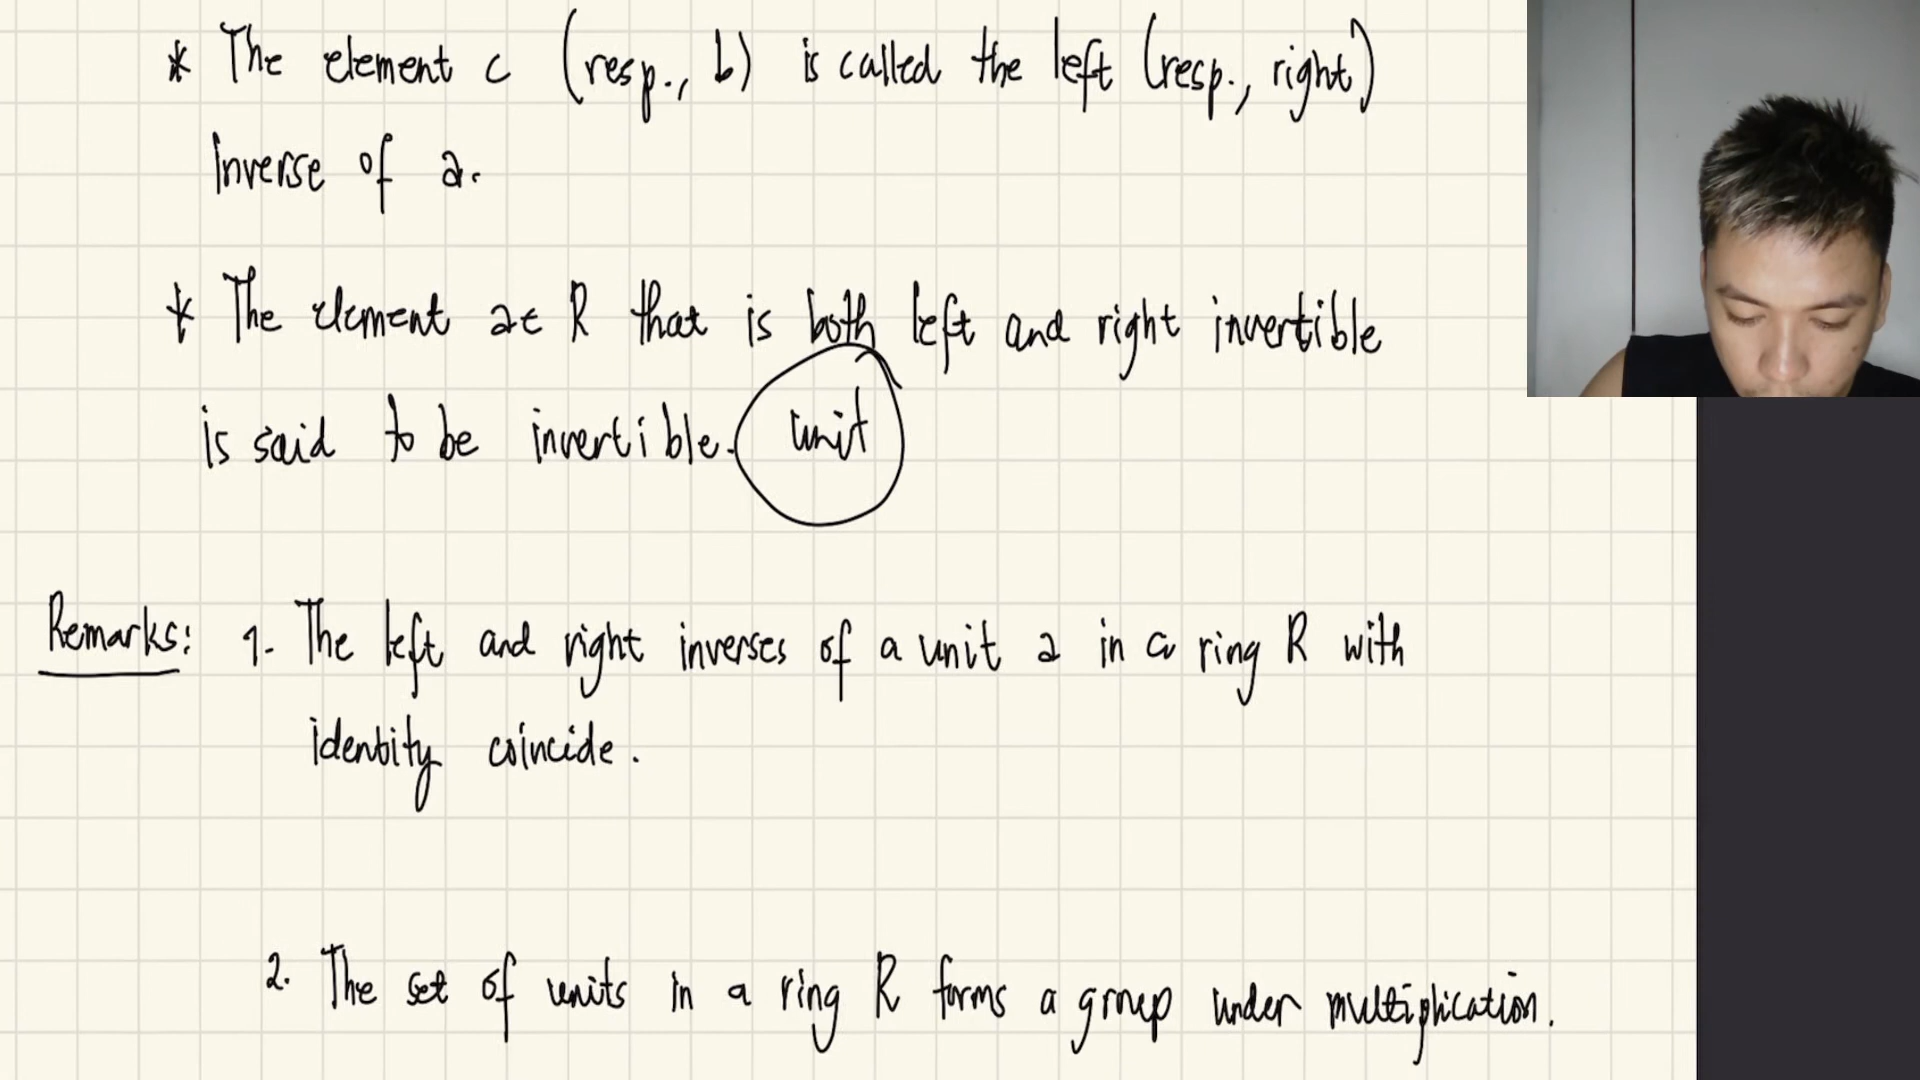 * The element c (resp., b) is called the left (resp., right)
Inverse of a.
* The element a ∈ R that is both left and right invertible
is said to be invertible. unit
Remarks: 1. The left and right inverses of a unit a in a ring R with
identity coincide.
2. The set of units in a ring R forms a group under multiplication.